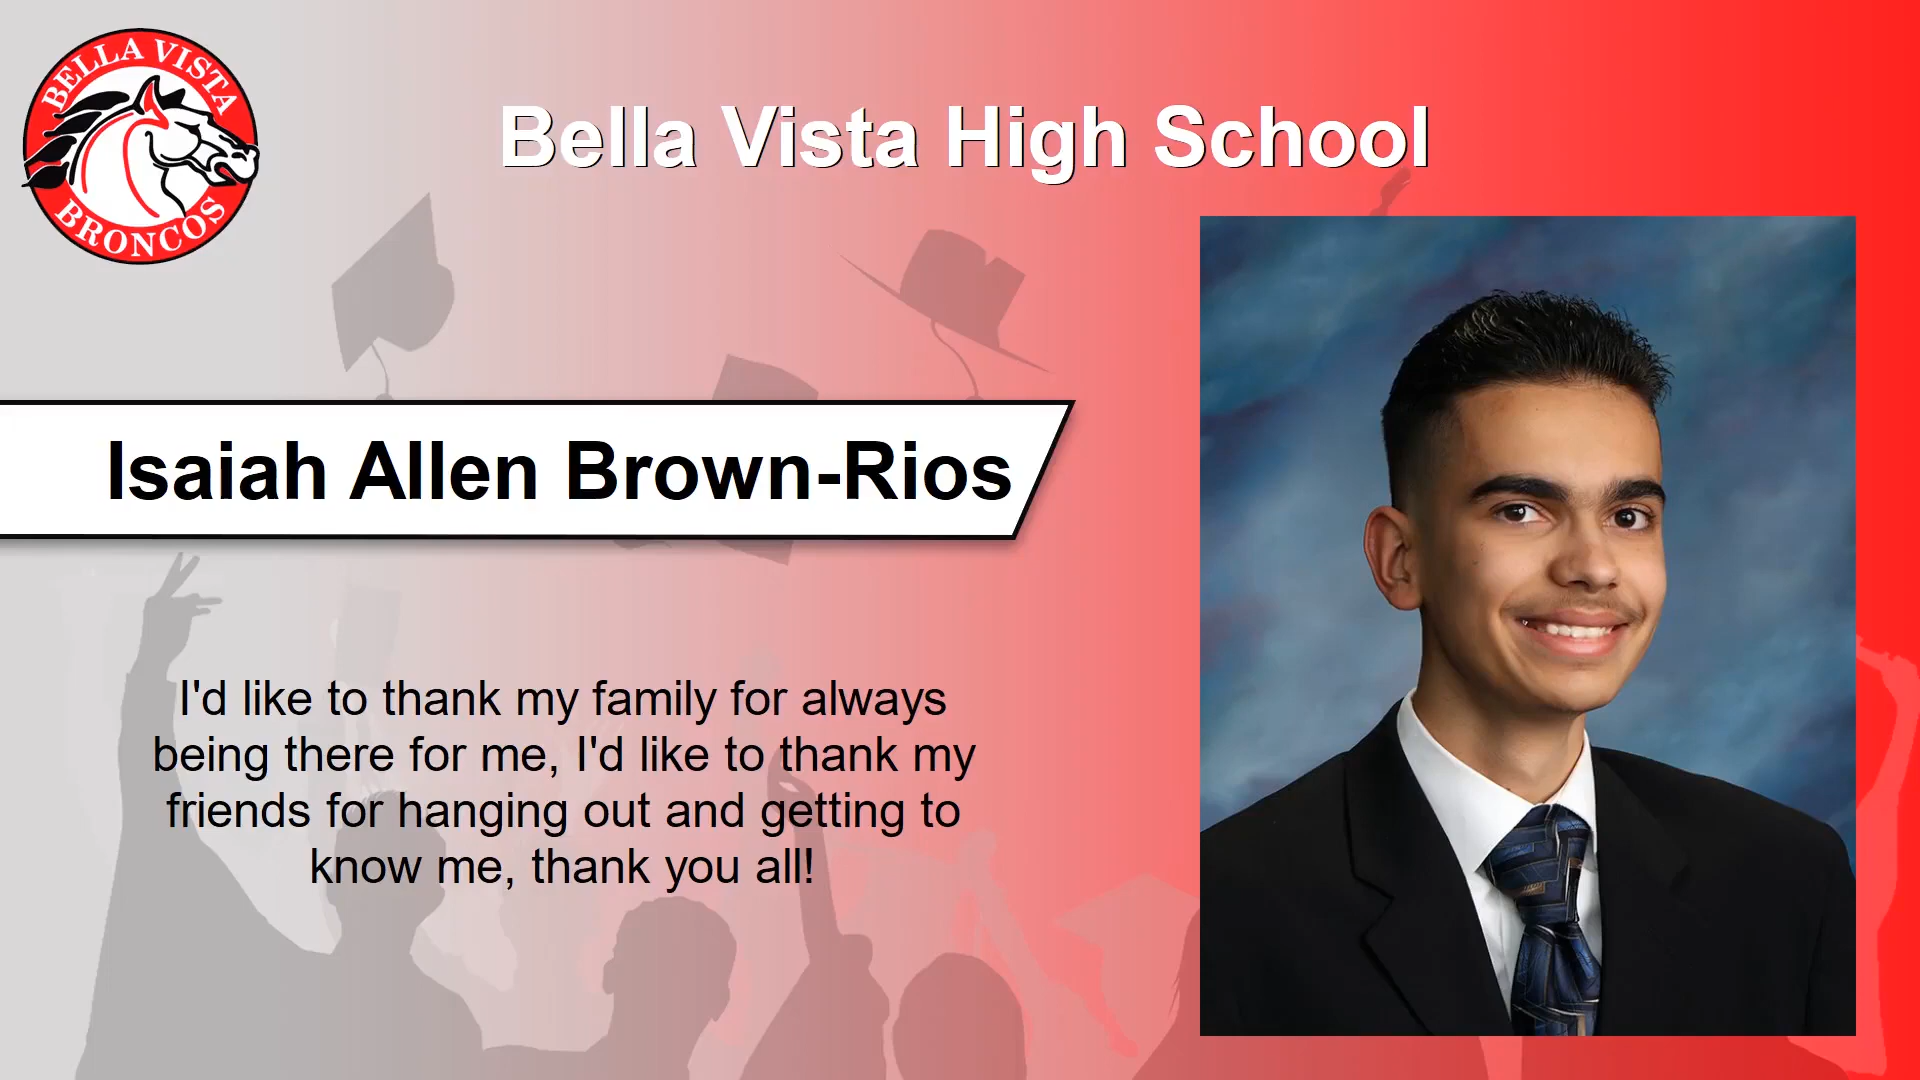 BELLA VISTA
BRONCOS
Bella Vista High School
Isaiah Allen Brown-Rios
I'd like to thank my family for always
being there for me, I'd like to thank my
friends for hanging out and getting to
know me, thank you all!